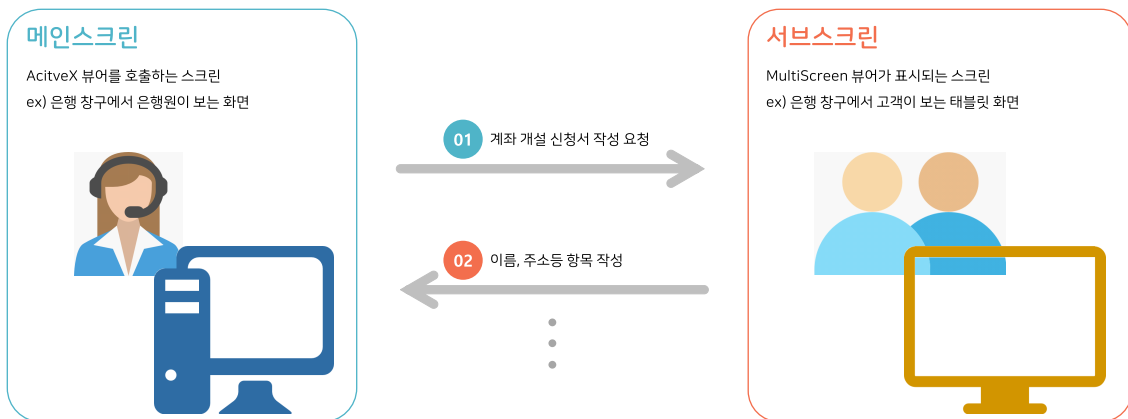 메인스크린
AcitveX 뷰어를 호출하는 스크린
ex) 은행 창구에서 은행원이 보는 화면
01 계좌 개설 신청서 작성 요청
02 이름, 주소등 항목 작성
서브스크린
MultiScreen 뷰어가 표시되는 스크린
ex) 은행 창구에서 고객이 보는 태블릿 화면